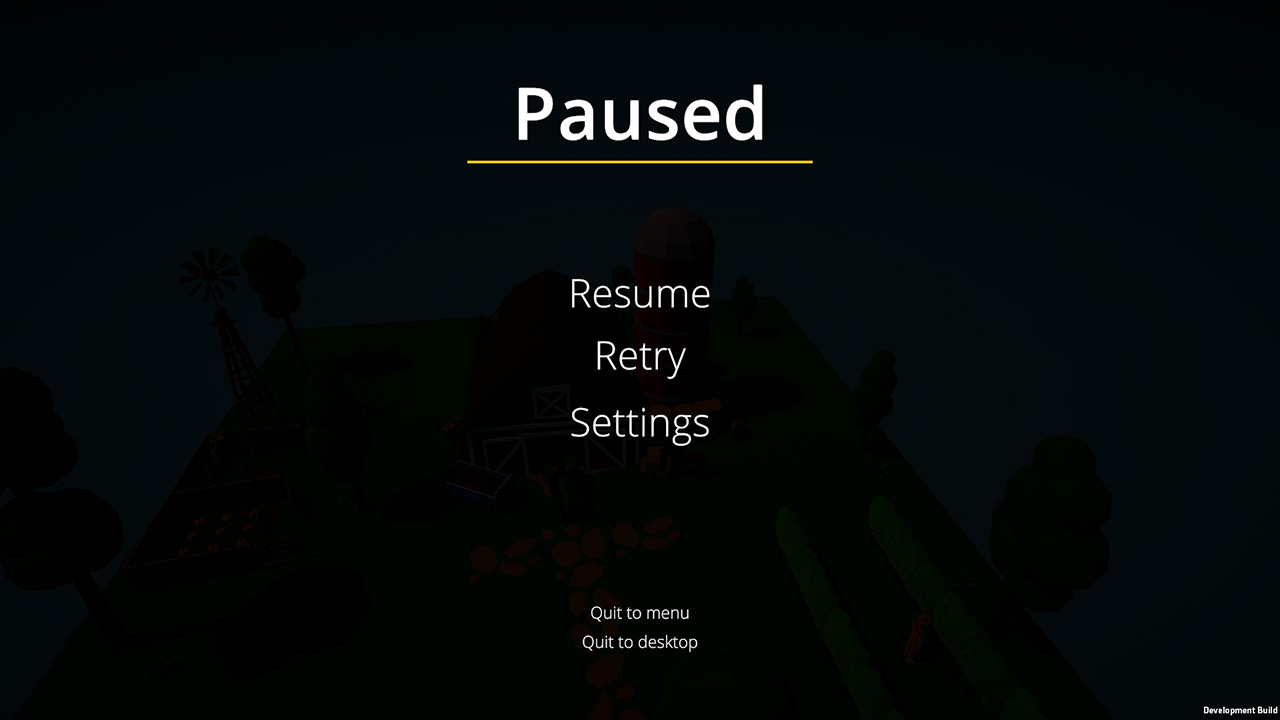 Paused
Resume
Retry
Settings
Quit to menu
Quit to desktop
Development Build